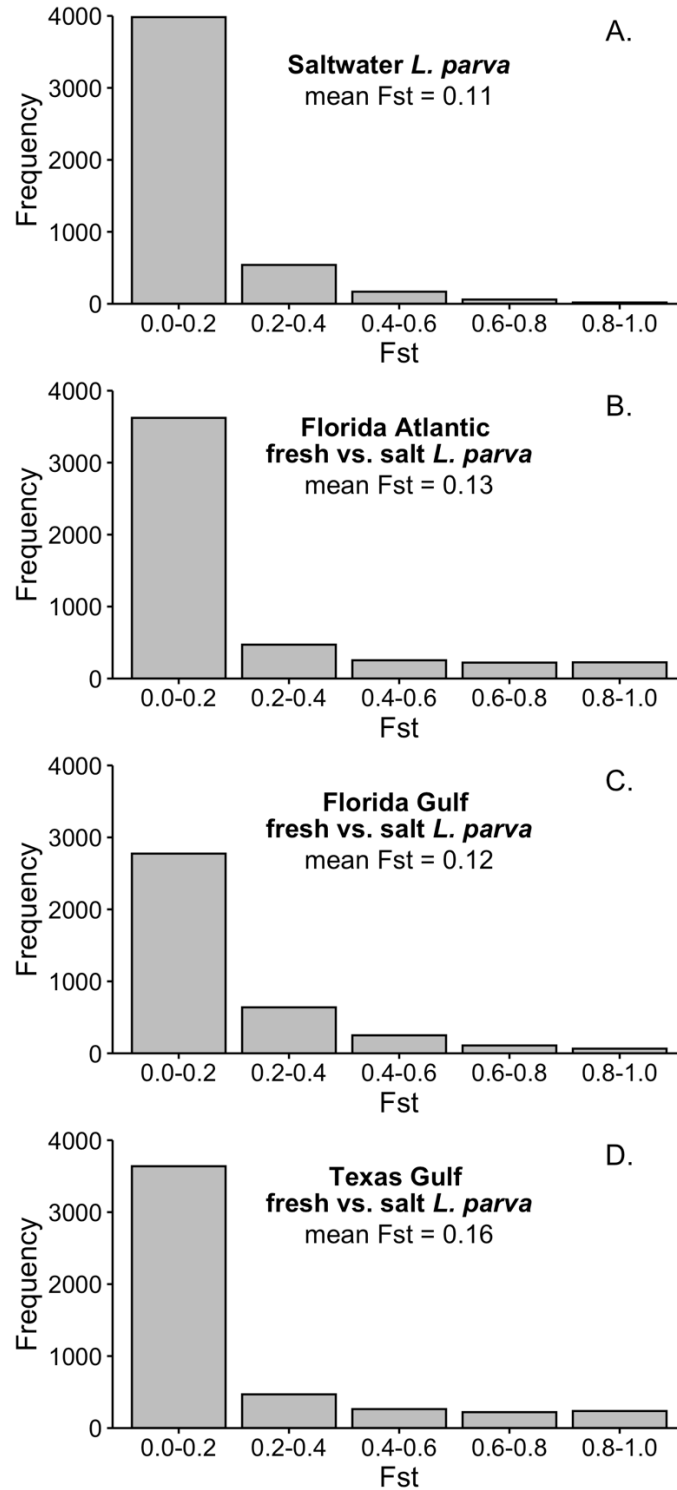 A.
Saltwater L. parva
mean Fst = 0.11
Frequency
4000
3000
2000
1000
0
0.0-0.2 0.2-0.4 0.4-0.6 0.6-0.8 0.8-1.0
Fst
B.
Florida Atlantic
fresh vs. salt L. parva
mean Fst = 0.13
Frequency
4000
3000
2000
1000
0
0.0-0.2 0.2-0.4 0.4-0.6 0.6-0.8 0.8-1.0
Fst
C.
Florida Gulf
fresh vs. salt L. parva
mean Fst = 0.12
Frequency
4000
3000
2000
1000
0
0.0-0.2 0.2-0.4 0.4-0.6 0.6-0.8 0.8-1.0
Fst
D.
Texas Gulf
fresh vs. salt L. parva
mean Fst = 0.16
Frequency
4000
3000
2000
1000
0
0.0-0.2 0.2-0.4 0.4-0.6 0.6-0.8 0.8-1.0
Fst